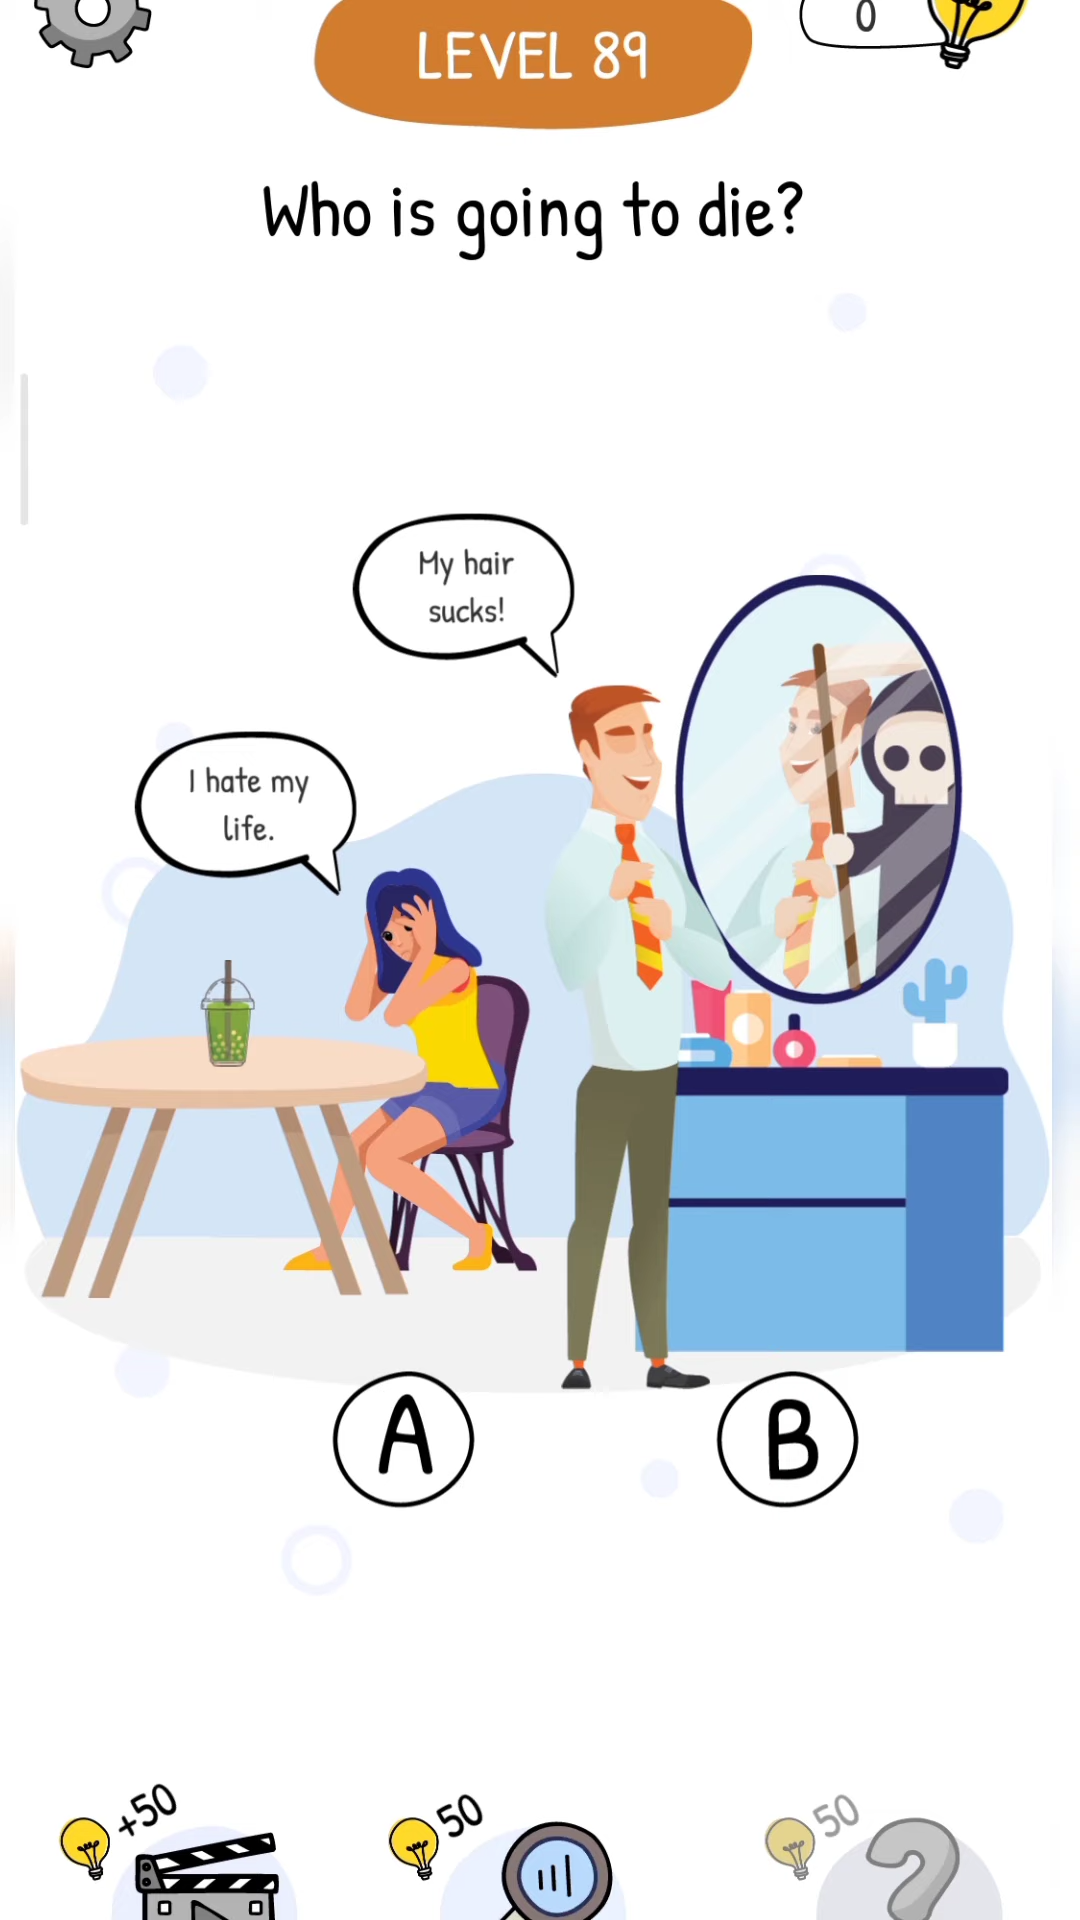 0
LEVEL 89
Who is going to die?
My hair
sucks!
I hate my
life.
A
B
+50
50
50
?